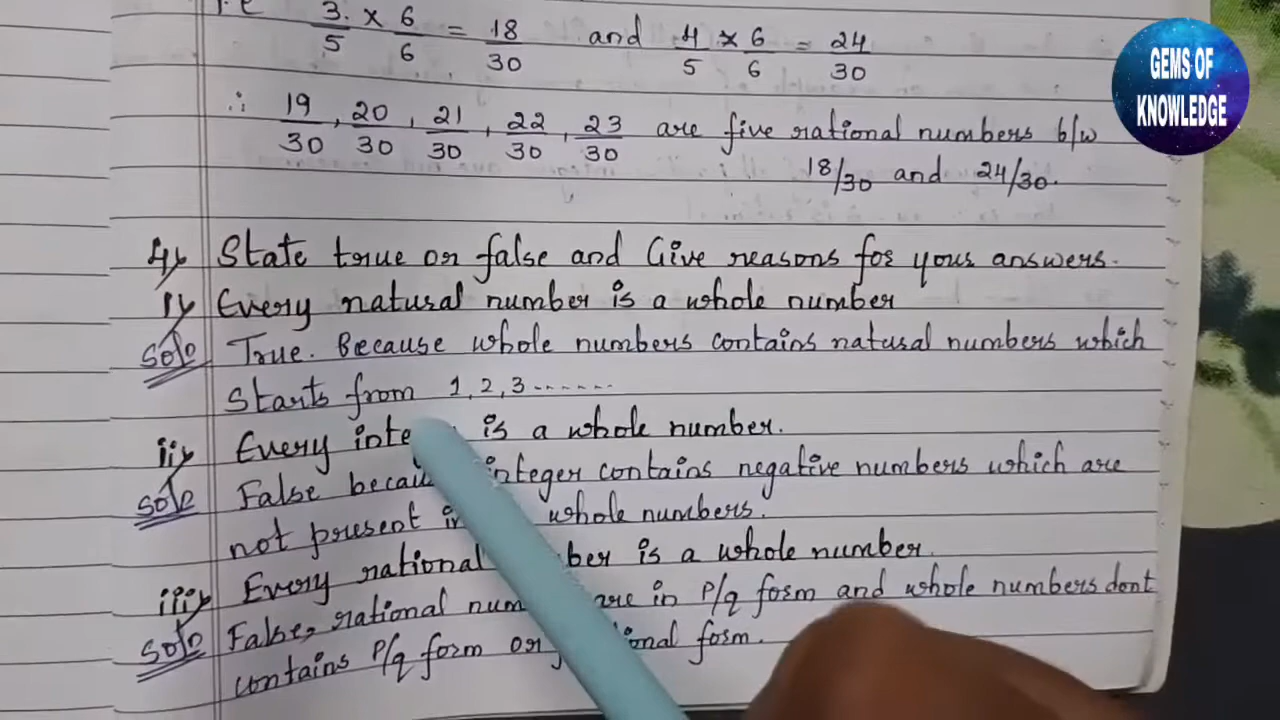 3/5 × 6/6 = 18/30 and 4/5 × 6/6 = 24/30
∴ 19/30, 20/30, 21/30, 22/30, 23/30 are five rational numbers b/w
18/30 and 24/30.
4) State true or false and Give reasons for your answers.
i) Every natural number is a whole number
Solo True. Because whole numbers contains natural numbers which
Starts from 1, 2, 3.......
ii) Every is a whole number.
Solo False integer contains negative numbers which are
not present whole numbers.
iii) Every rational is a whole number.
Solo False, rational are in P/q form and whole numbers dont
contains P/q form or form.
GEMS OF
KNOWLEDGE